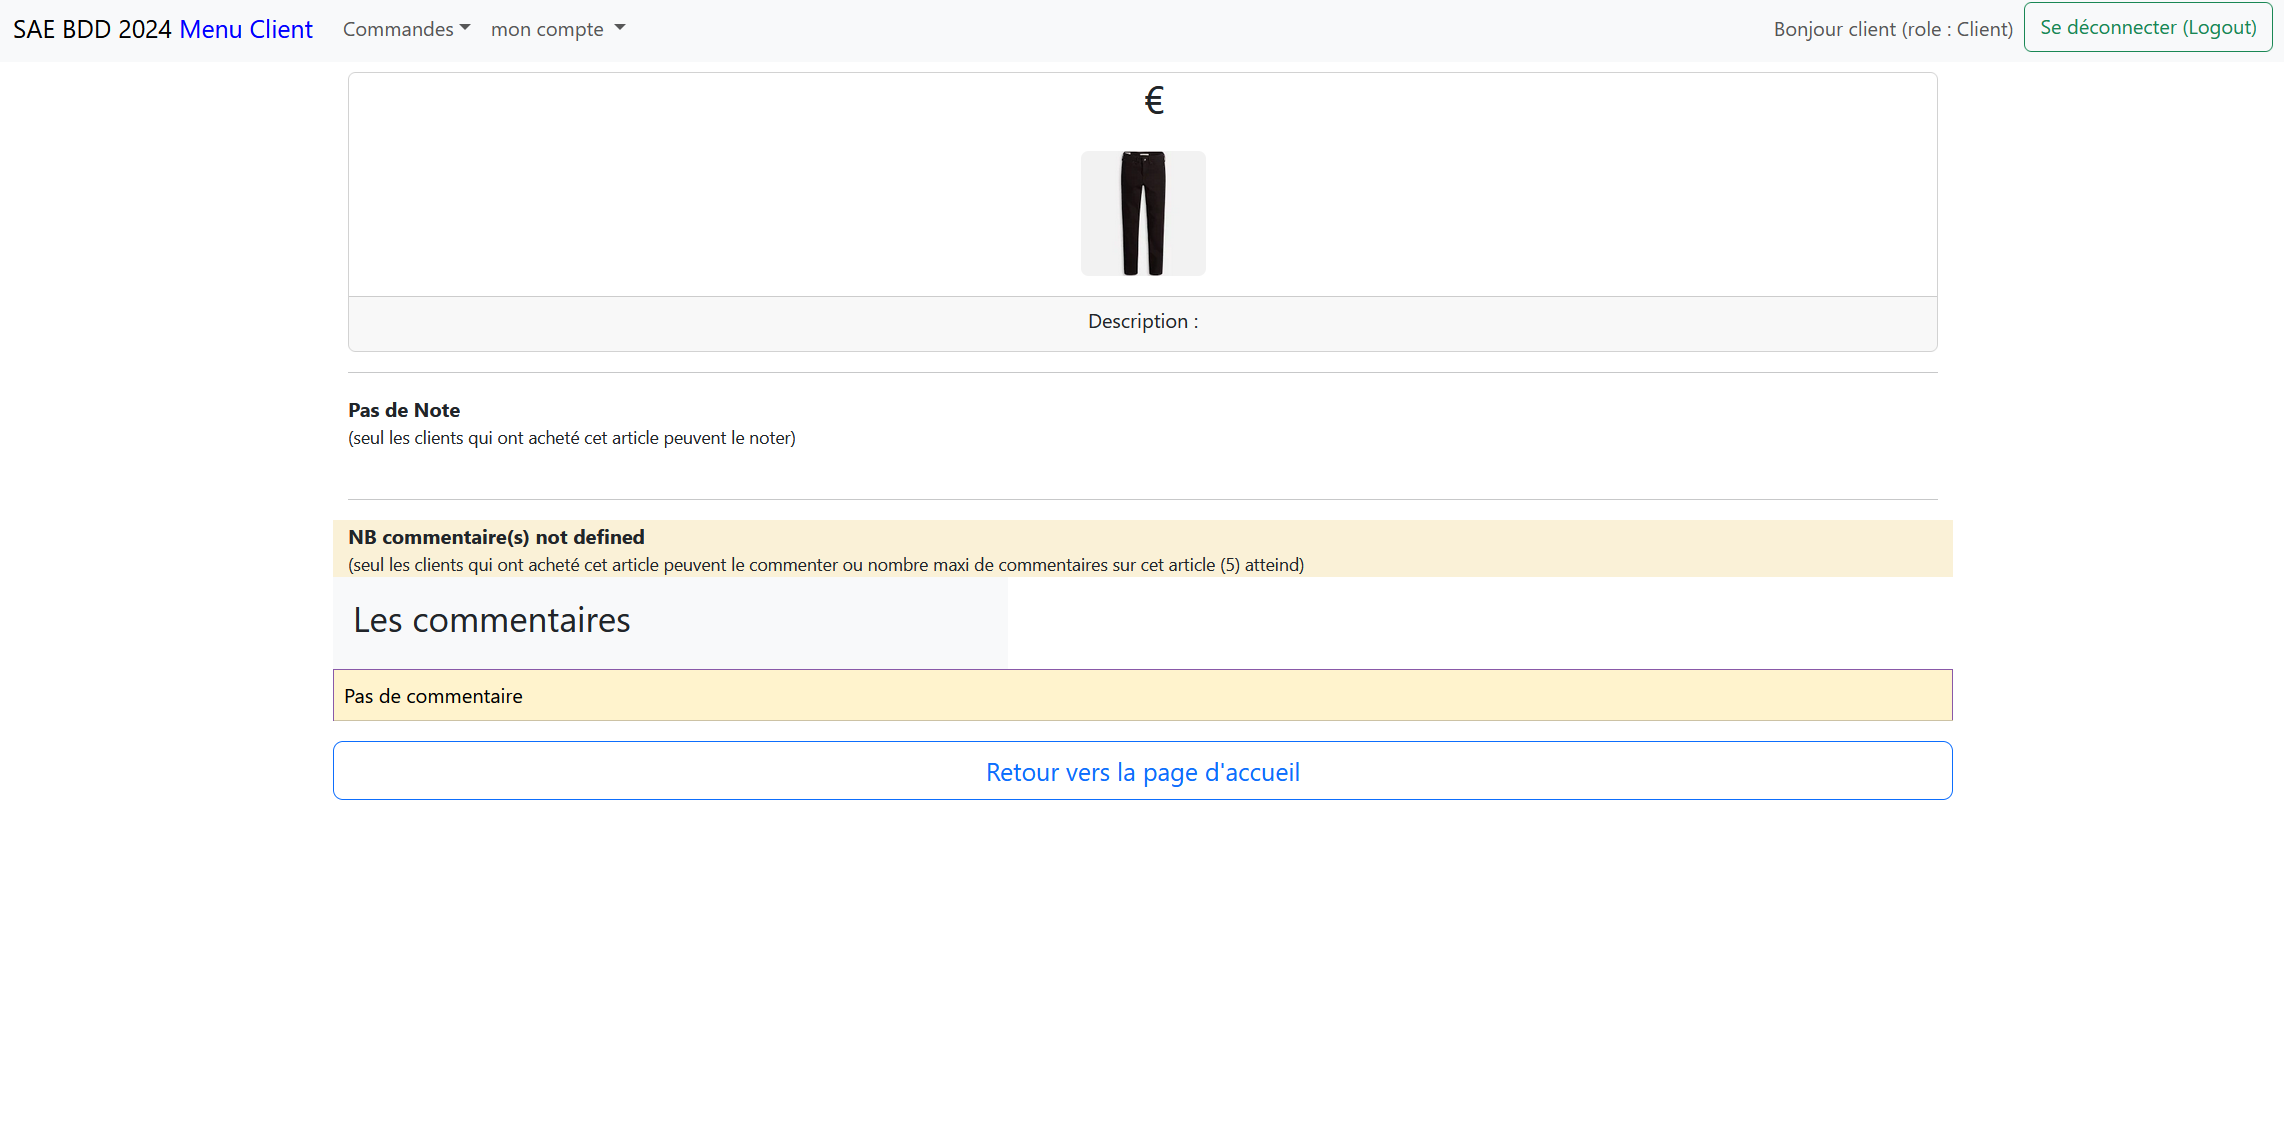 SAE BDD 2024 Menu Client Commandes mon compte Bonjour client (role : Client) Se déconnecter (Logout)
€
Description :
Pas de Note
(seul les clients qui ont acheté cet article peuvent le noter)
NB commentaire(s) not defined
(seul les clients qui ont acheté cet article peuvent le commenter ou nombre maxi de commentaires sur cet article (5) atteind)
Les commentaires
Pas de commentaire
Retour vers la page d'accueil